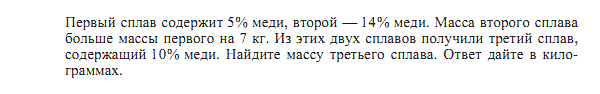 Первый сплав содержит 5% меди, второй — 14% меди. Масса второго сплава
больше массы первого на 7 кг. Из этих двух сплавов получили третий сплав,
содержащий 10% меди. Найдите массу третьего сплава. Ответ дайте в кило-
граммах.